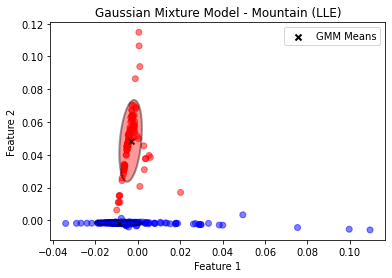 Gaussian Mixture Model - Mountain (LLE)
0.12
0.10
0.08
0.06
0.04
0.02
0.00
Feature 2
GMM Means
−0.04 −0.02 0.00 0.02 0.04 0.06 0.08 0.10
Feature 1